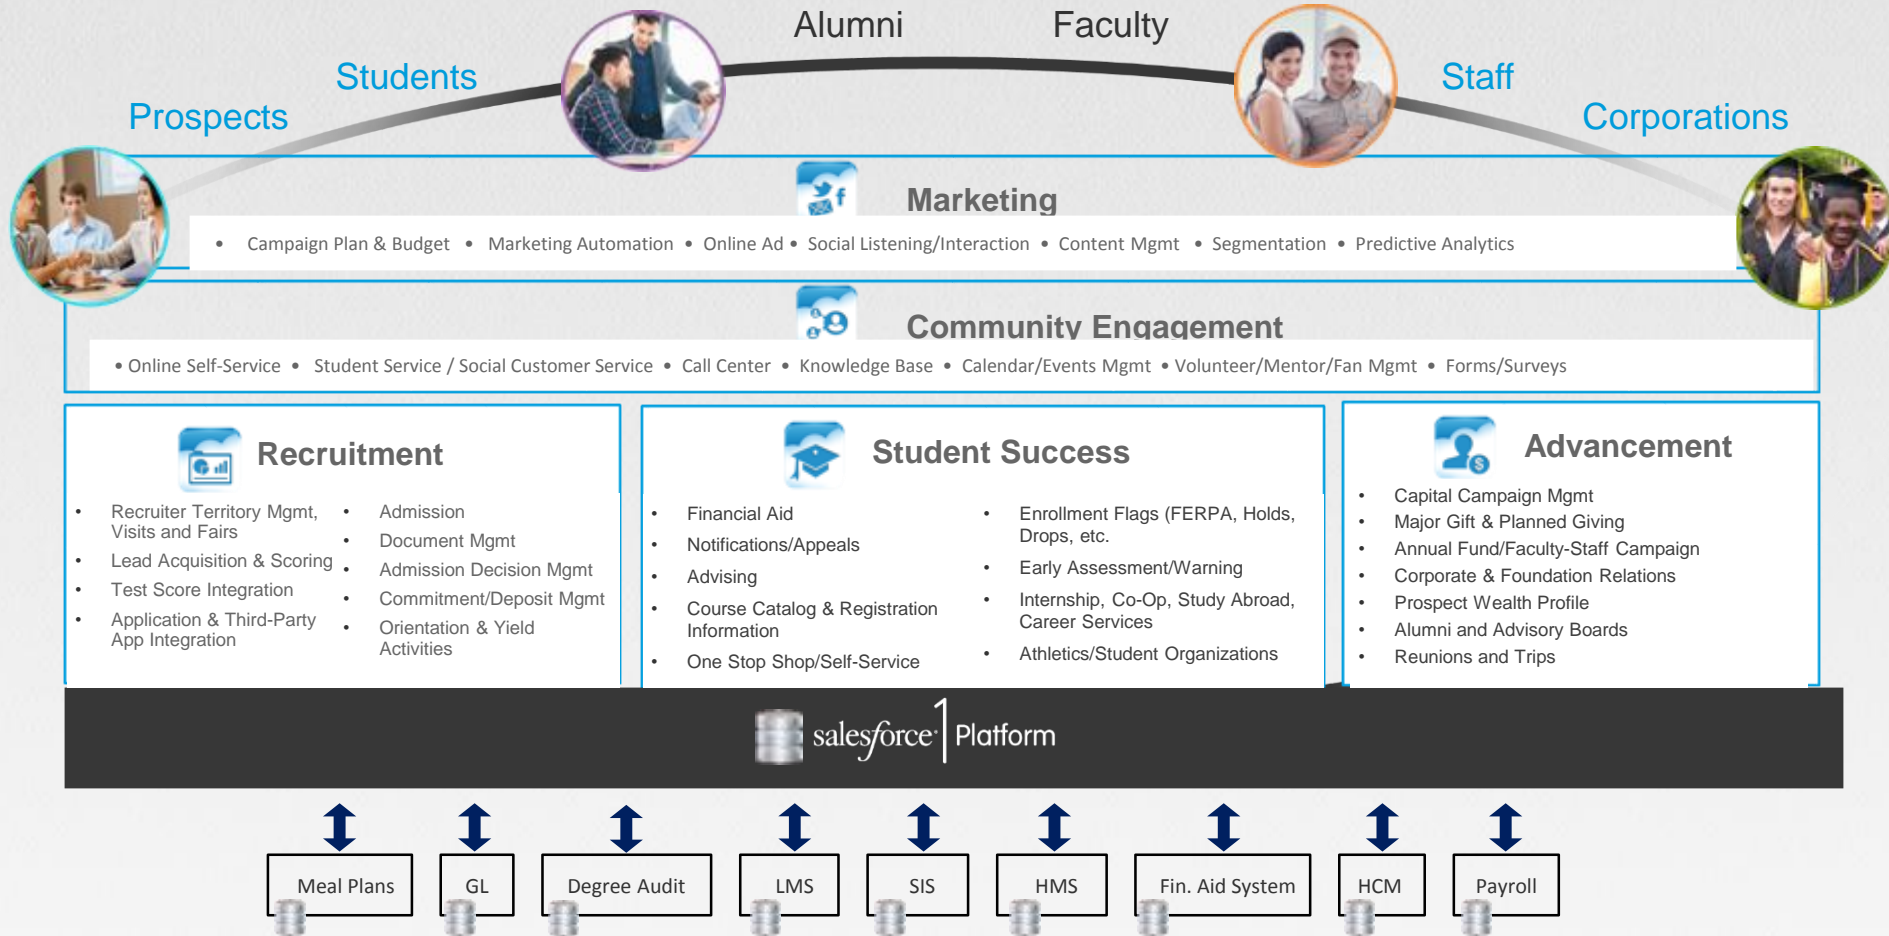 Alumni Faculty
Students Staff
Prospects Corporations
Marketing
• Campaign Plan & Budget • Marketing Automation • Online Ad • Social Listening/Interaction • Content Mgmt • Segmentation • Predictive Analytics
Community Engagement
• Online Self-Service • Student Service / Social Customer Service • Call Center • Knowledge Base • Calendar/Events Mgmt • Volunteer/Mentor/Fan Mgmt • Forms/Surveys
Recruitment
• Recruiter Territory Mgmt,
Visits and Fairs
• Lead Acquisition & Scoring
• Test Score Integration
• Application & Third-Party
App Integration
• Admission
• Document Mgmt
• Admission Decision Mgmt
• Commitment/Deposit Mgmt
• Orientation & Yield
Activities
Student Success
• Financial Aid
• Notifications/Appeals
• Advising
• Course Catalog & Registration
Information
• One Stop Shop/Self-Service
• Enrollment Flags (FERPA, Holds,
Drops, etc.
• Early Assessment/Warning
• Internship, Co-Op, Study Abroad,
Career Services
• Athletics/Student Organizations
Advancement
• Capital Campaign Mgmt
• Major Gift & Planned Giving
• Annual Fund/Faculty-Staff Campaign
• Corporate & Foundation Relations
• Prospect Wealth Profile
• Alumni and Advisory Boards
• Reunions and Trips
salesforce1 Platform
Meal Plans GL Degree Audit LMS SIS HMS Fin. Aid System HCM Payroll